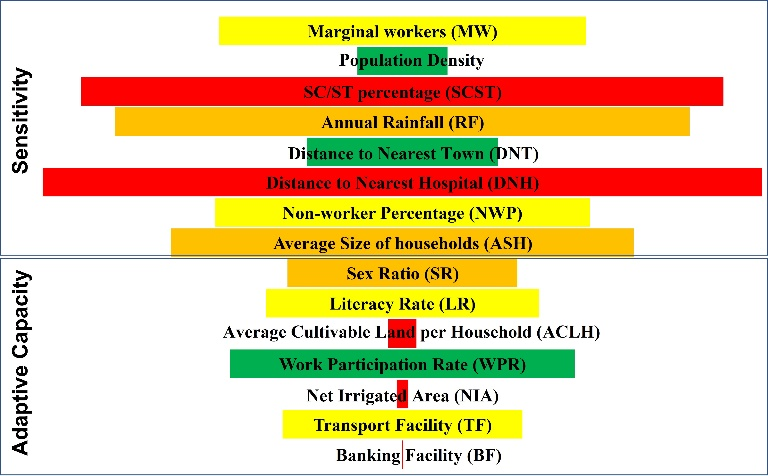 Sensitivity
Marginal workers (MW)
Population Density
SC/ST percentage (SCST)
Annual Rainfall (RF)
Distance to Nearest Town (DNT)
Distance to Nearest Hospital (DNH)
Non-worker Percentage (NWP)
Average Size of households (ASH)
Adaptive Capacity
Sex Ratio (SR)
Literacy Rate (LR)
Average Cultivable Land per Household (ACLH)
Work Participation Rate (WPR)
Net Irrigated Area (NIA)
Transport Facility (TF)
Banking Facility (BF)